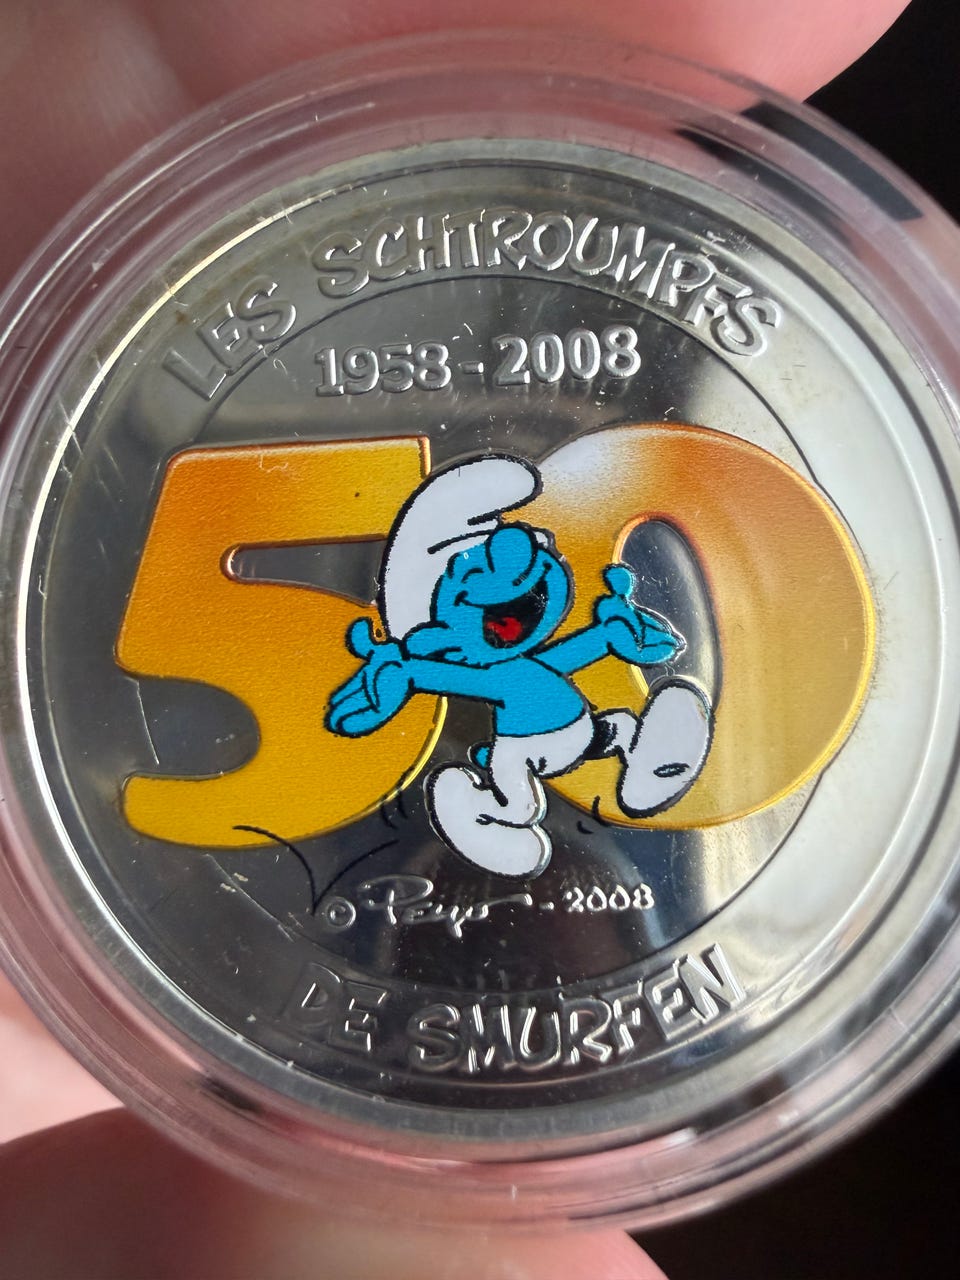 LES SCHTROUMPFS
1958-2008
50
© Peyo - 2008
DE SMURFEN